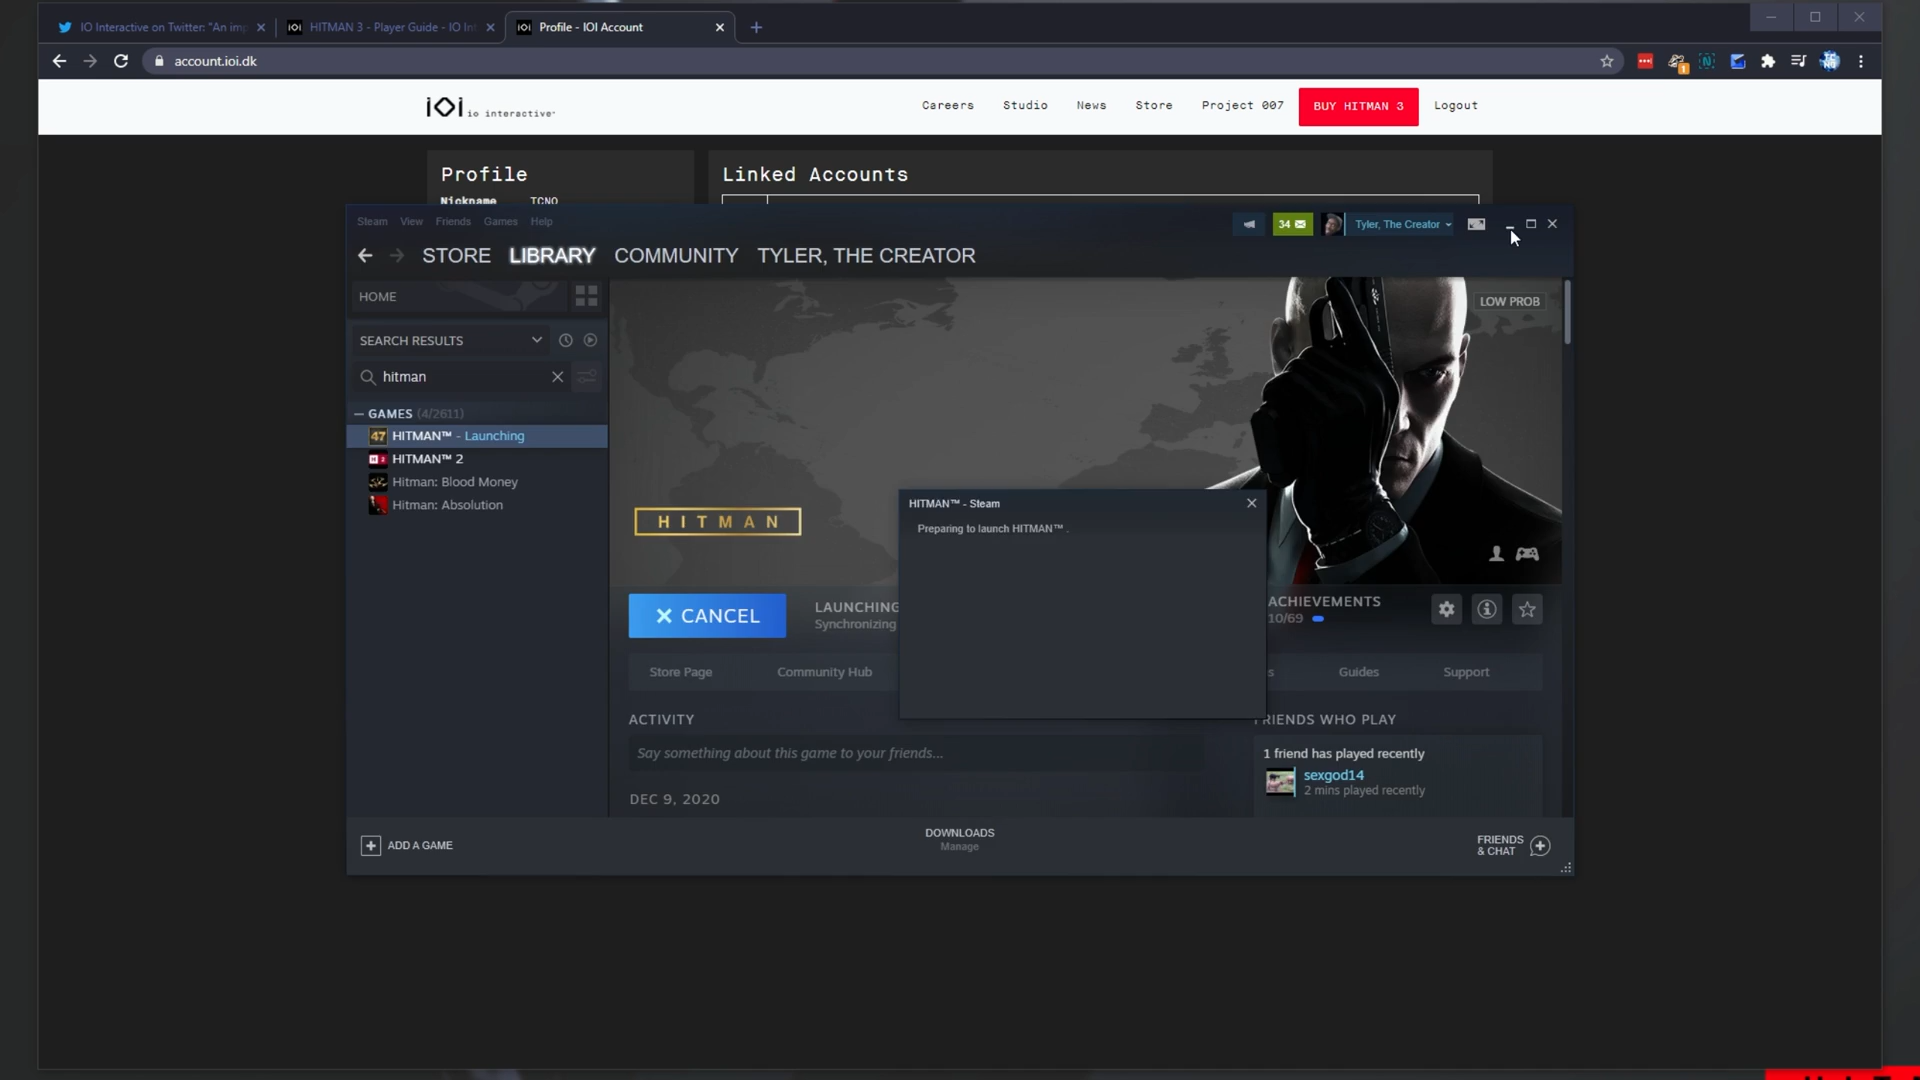 IO Interactive on Twitter: "An imp
HITMAN 3 - Player Guide - IO Int
Profile - IOI Account
account.ioi.dk
1
iOi io interactive
Careers
Studio
News
Store
Project 007
BUY HITMAN 3
Logout
Profile
Nickname TCNO
Linked Accounts
Steam View Friends Games Help
34
Tyler, The Creator
STORE LIBRARY COMMUNITY TYLER, THE CREATOR
HOME
SEARCH RESULTS
hitman
GAMES (4/2611)
47 HITMAN™ - Launching
HITMAN™ 2
Hitman: Blood Money
Hitman: Absolution
LOW PROB
HITMAN
HITMAN™ - Steam
Preparing to launch HITMAN™ .
CANCEL
LAUNCHING
Synchronizing
ACHIEVEMENTS
10/69
Store Page
Community Hub
s
Guides
Support
ACTIVITY
Say something about this game to your friends...
DEC 9, 2020
FRIENDS WHO PLAY
1 friend has played recently
sexgod14
2 mins played recently
ADD A GAME
DOWNLOADS
Manage
FRIENDS
& CHAT